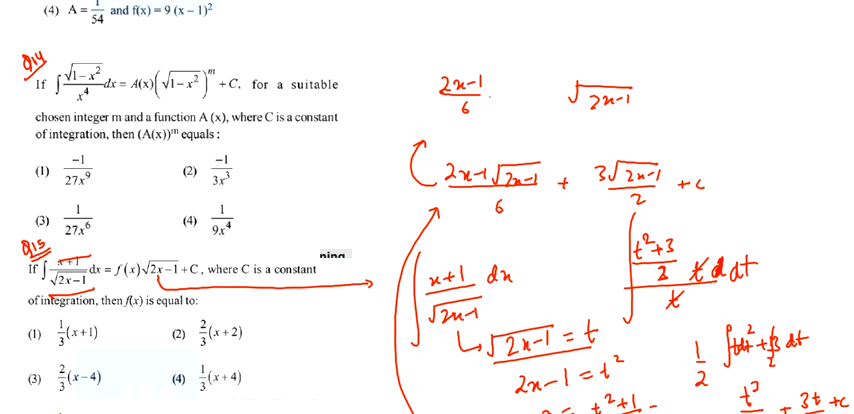 (4) A = 1/54 and f(x) = 9 (x – 1)²
Q14
If ∫ √(1–x²)/x⁴ dx = A(x)(√(1–x²))^m + C, for a suitable
chosen integer m and a function A (x), where C is a constant
of integration, then (A(x))^m equals :
(1) –1/27x⁹ (2) –1/3x³
(3) 1/27x⁶ (4) 1/9x⁴
Q15
If ∫ x+1/√(2x–1) dx = f(x)√(2x–1) + C, where C is a constant
of integration, then f(x) is equal to:
(1) 1/3(x+1) (2) 2/3(x+2)
(3) 2/3(x–4) (4) 1/3(x+4)
2x-1/6 √(2x-1)
2x-1√(2x-1)/6 + 3√(2x-1)/2 + c
∫ x+1/√(2x-1) dx
∫ (t²+3)/2 t dt / t
√(2x-1) = t
2x-1 = t²
1/2
t²+1
t³ + 3t + c